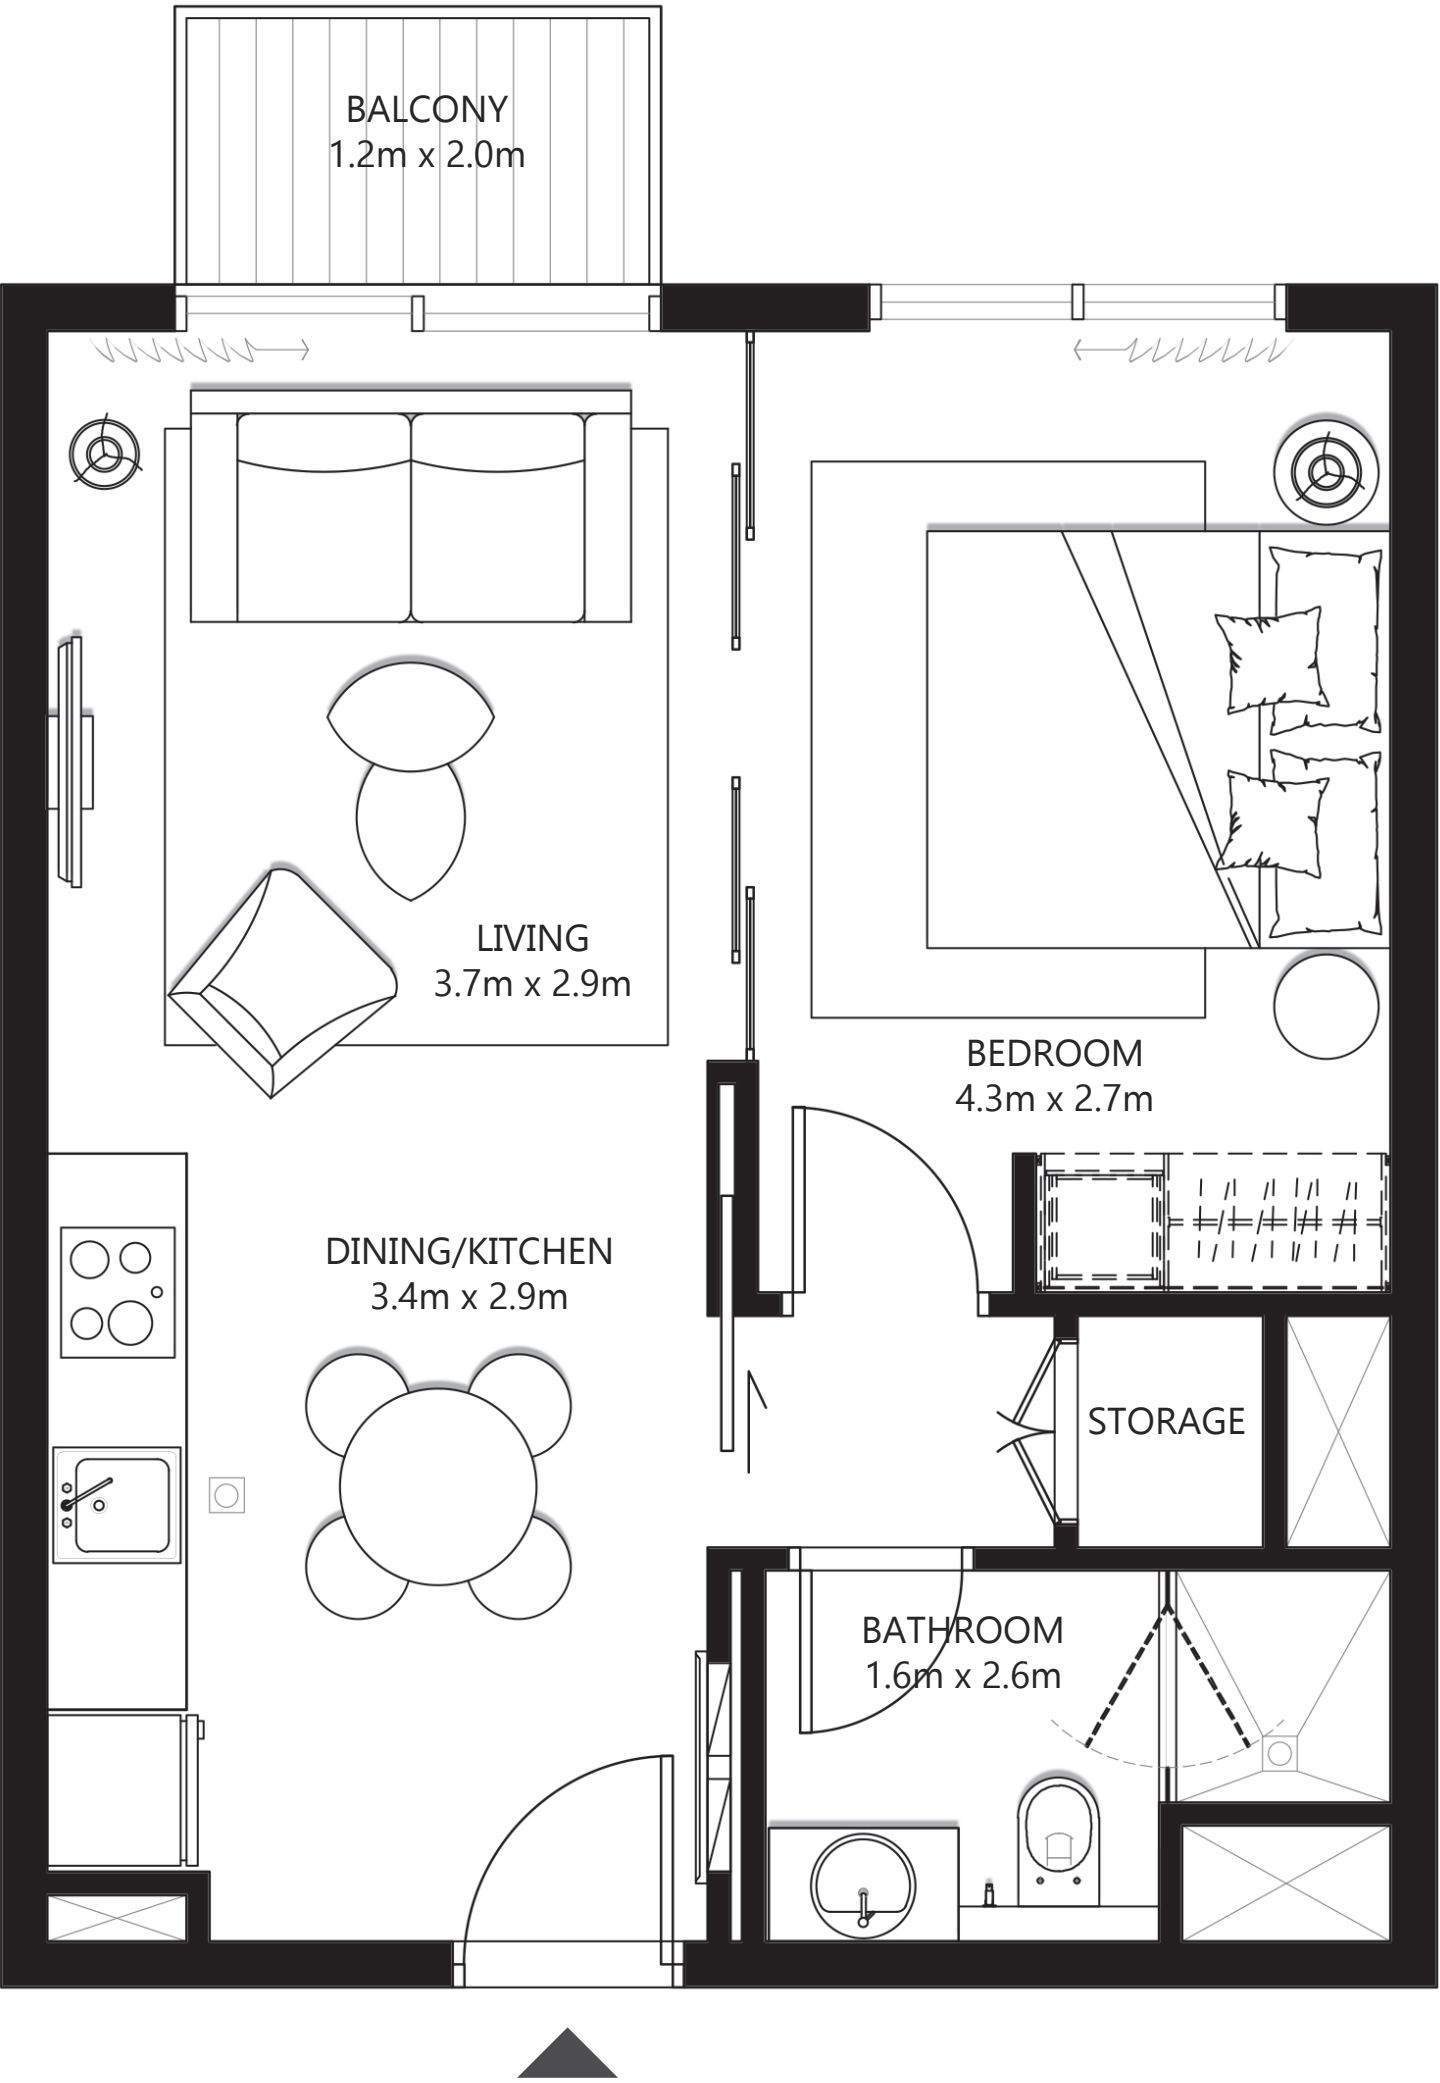 BALCONY
1.2m x 2.0m
LIVING
3.7m x 2.9m
BEDROOM
4.3m x 2.7m
DINING/KITCHEN
3.4m x 2.9m
STORAGE
BATHROOM
1.6m x 2.6m